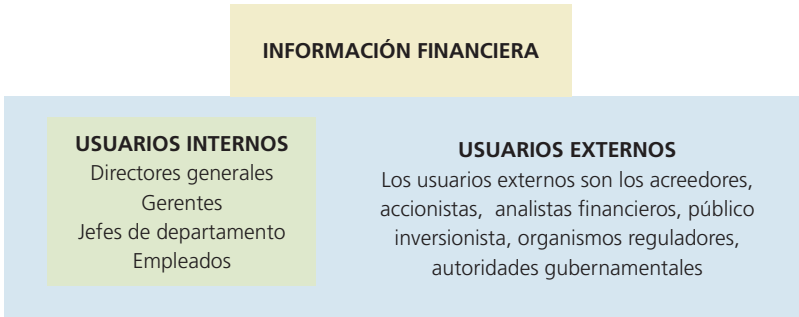 INFORMACIÓN FINANCIERA
USUARIOS INTERNOS
Directores generales
Gerentes
Jefes de departamento
Empleados
USUARIOS EXTERNOS
Los usuarios externos son los acreedores,
accionistas, analistas financieros, público
inversionista, organismos reguladores,
autoridades gubernamentales